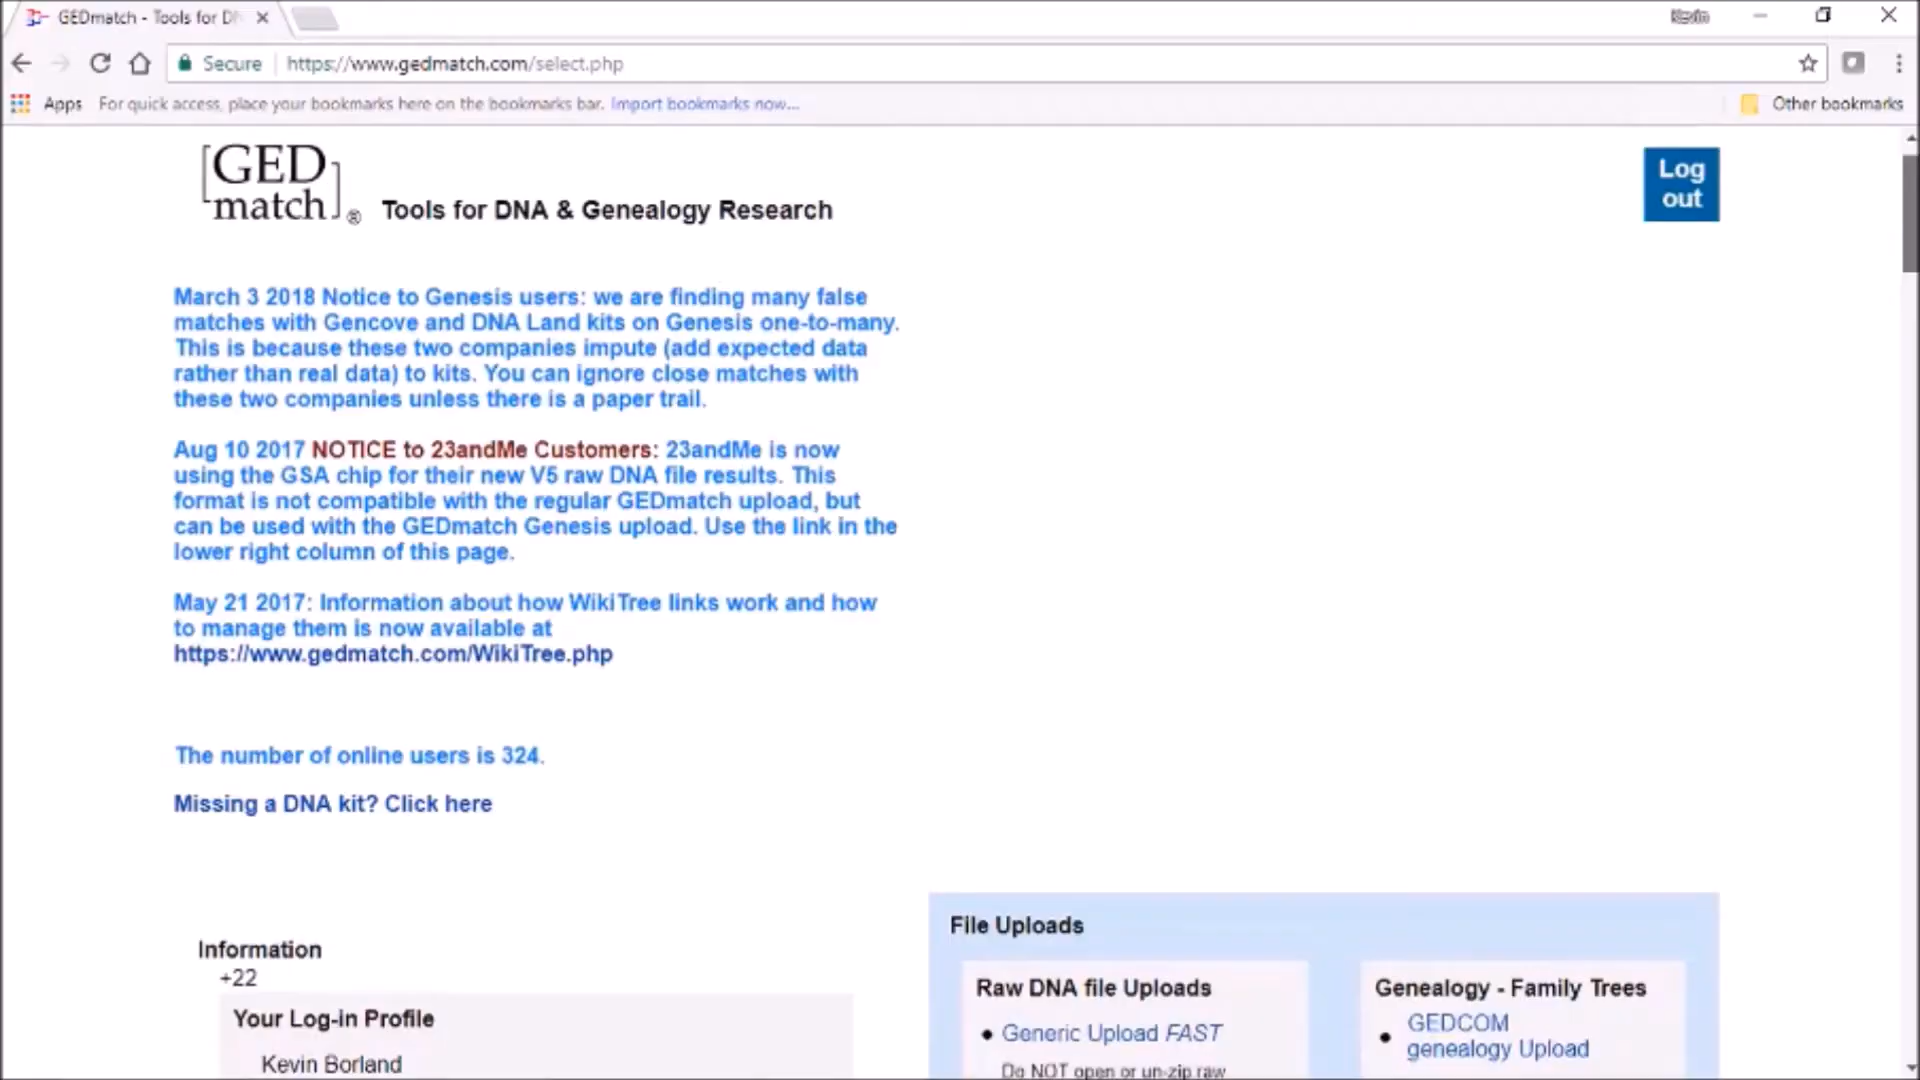 GEDmatch - Tools for DN
Kevin
Secure https://www.gedmatch.com/select.php
Apps For quick access, place your bookmarks here on the bookmarks bar. Import bookmarks now... Other bookmarks
GED
match ®
Tools for DNA & Genealogy Research
Log
out
March 3 2018 Notice to Genesis users: we are finding many false
matches with Gencove and DNA Land kits on Genesis one-to-many.
This is because these two companies impute (add expected data
rather than real data) to kits. You can ignore close matches with
these two companies unless there is a paper trail.
Aug 10 2017 NOTICE to 23andMe Customers: 23andMe is now
using the GSA chip for their new V5 raw DNA file results. This
format is not compatible with the regular GEDmatch upload, but
can be used with the GEDmatch Genesis upload. Use the link in the
lower right column of this page.
May 21 2017: Information about how WikiTree links work and how
to manage them is now available at
https://www.gedmatch.com/WikiTree.php
The number of online users is 324.
Missing a DNA kit? Click here
Information
+22
Your Log-in Profile
Kevin Borland
File Uploads
Raw DNA file Uploads
• Generic Upload FAST
Do NOT open or un-zip raw
Genealogy - Family Trees
• GEDCOM
genealogy Upload